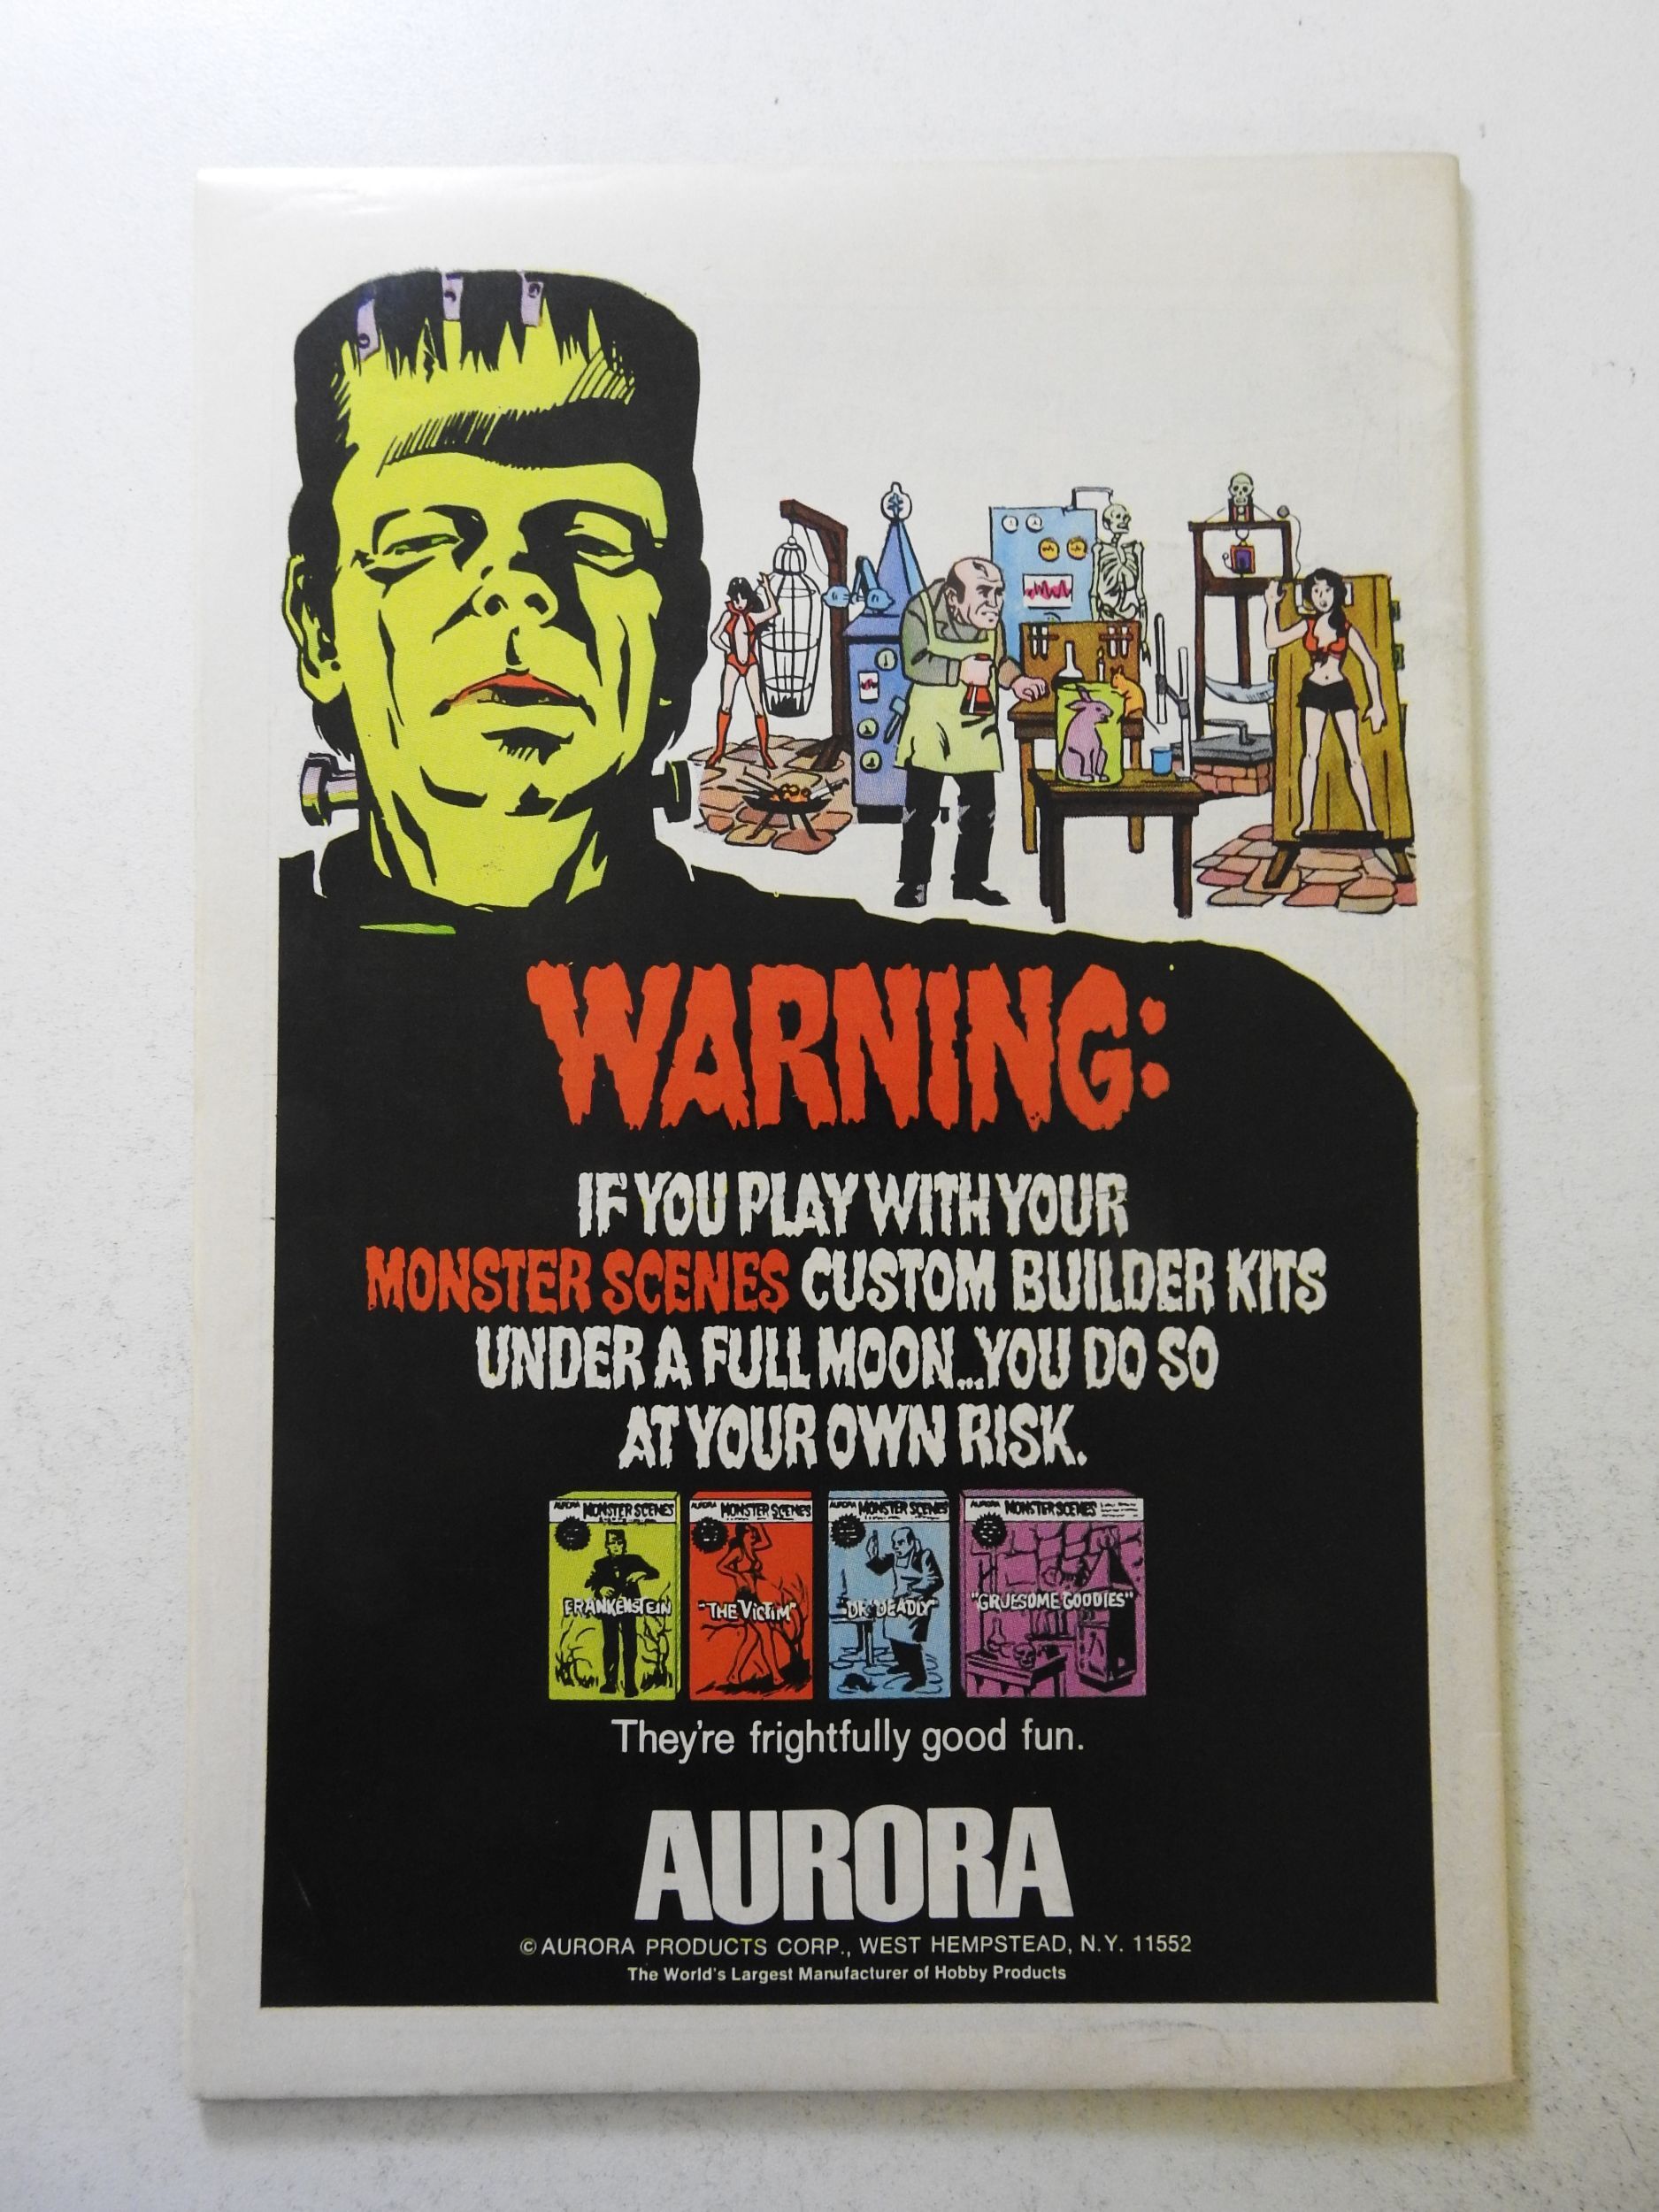 WARNING:
IF YOU PLAY WITH YOUR
MONSTER SCENES CUSTOM BUILDER KITS
UNDER A FULL MOON...YOU DO SO
AT YOUR OWN RISK.
AURORA MONSTER SCENES
FRANKENSTEIN
AURORA MONSTER SCENES
"THE VICTIM"
AURORA MONSTER SCENES
"DR. DEADLY"
AURORA MONSTER SCENES
"GRUESOME GOODIES"
They're frightfully good fun.
AURORA
© AURORA PRODUCTS CORP., WEST HEMPSTEAD, N.Y. 11552
The World's Largest Manufacturer of Hobby Products